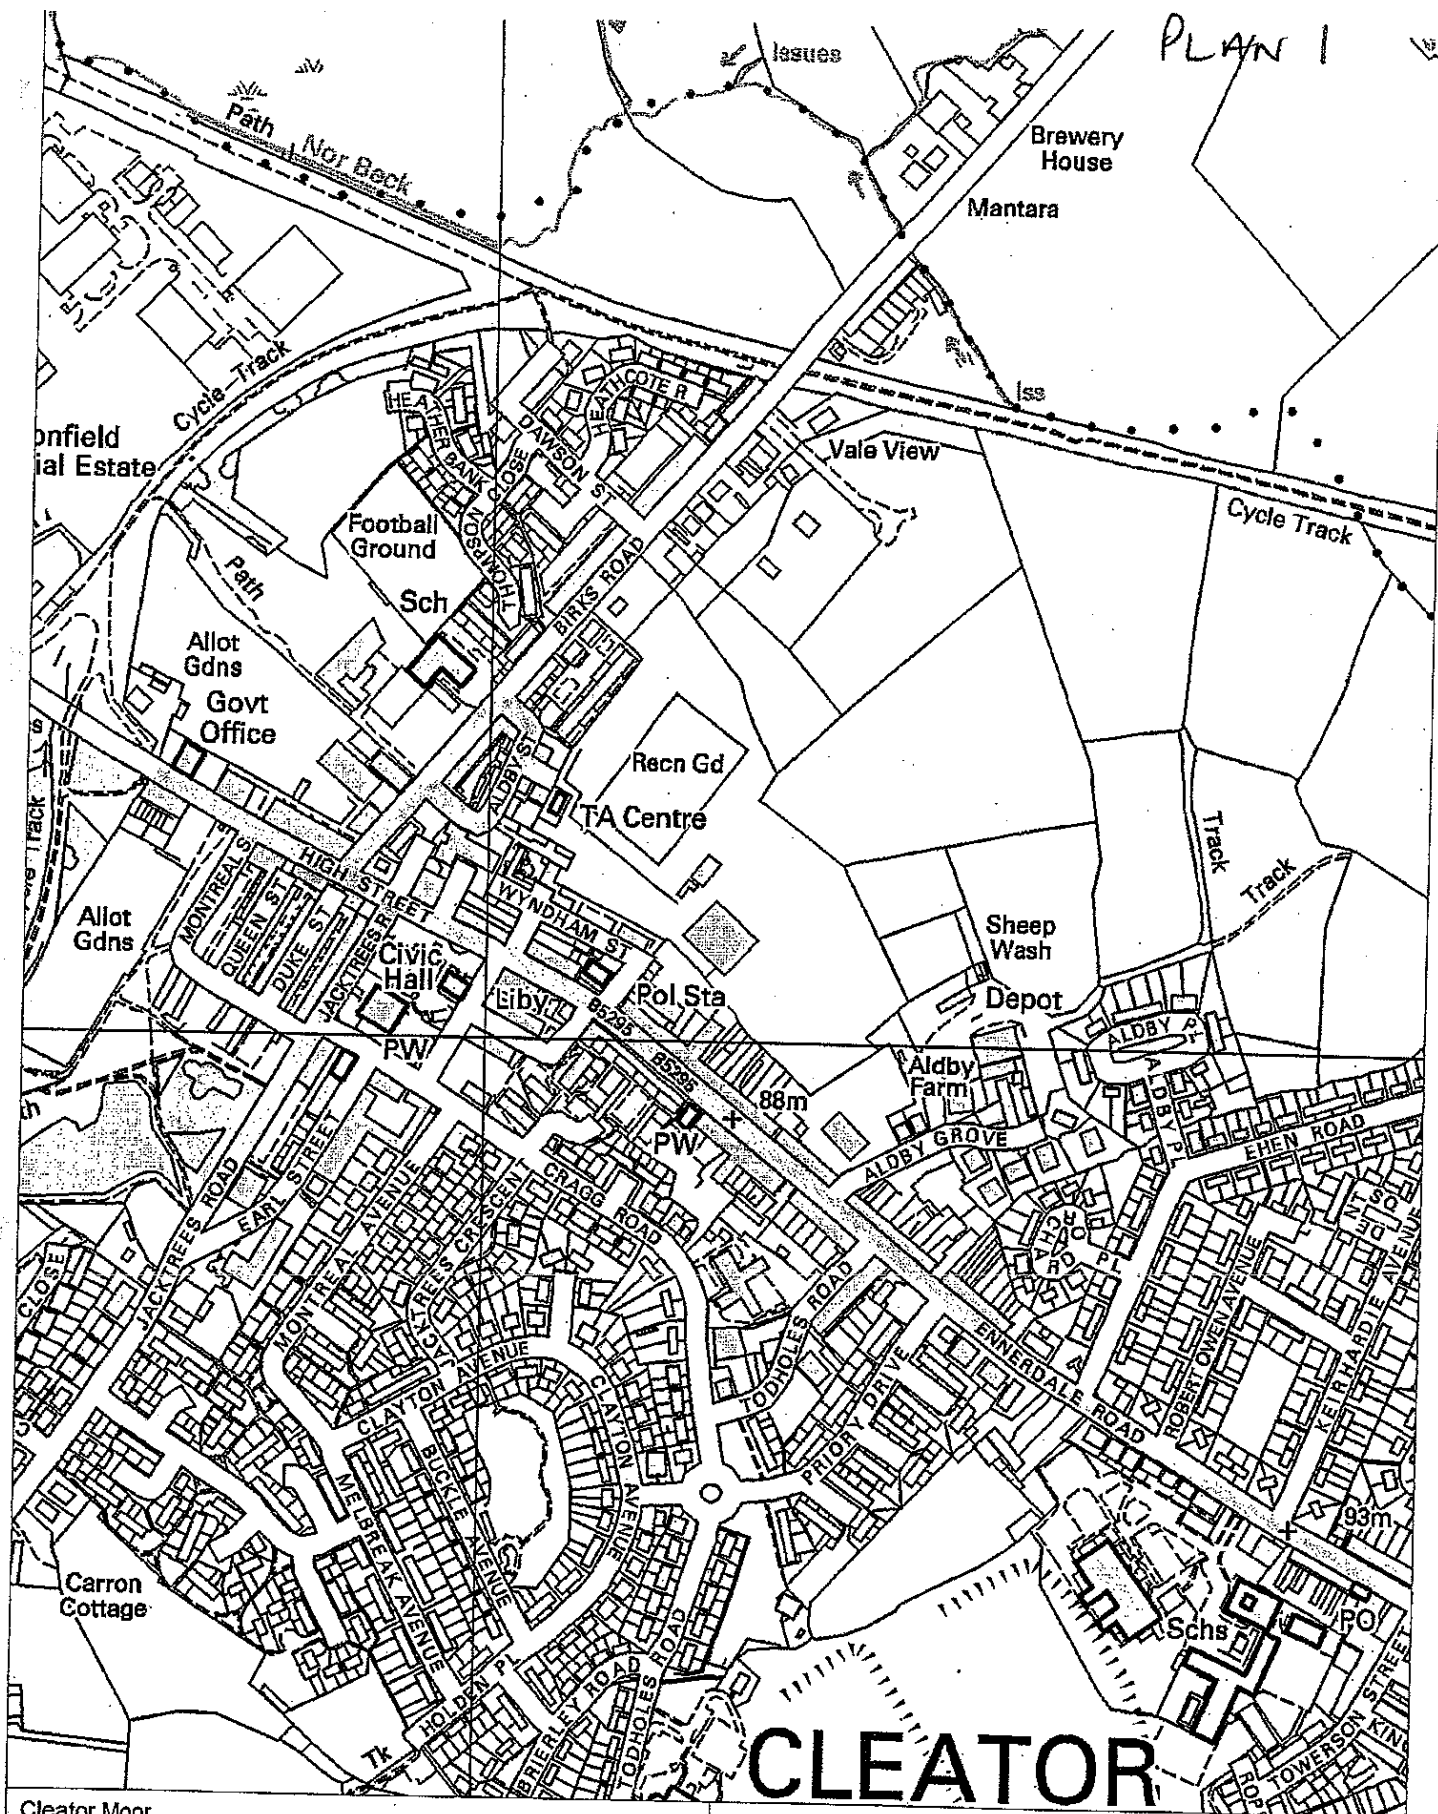 PLAN 1
Issues
Path
Nor Beck
Brewery
House
Mantara
Cycle Track
Iss
HEATHCOTE R
HEATHER BANK
DAWSON ST
THOMPSON CLOSE
onfield
ial Estate
Vale View
Cycle Track
Football
Ground
Path
Sch
BIRKS ROAD
Allot
Gdns
Govt
Office
Recn Gd
ALDBY S
TA Centre
Track
Track
Track
HIGH STREET
MONTREAL S
QUEEN ST
DUKE ST
JACKTREES R
WYNDHAM ST
Allot
Gdns
Civic
Hall
Liby
Pol Sta
Sheep
Wash
Depot
B5295
B5295
PW
ALDBY P
ALDBY PL
Aldby
Farm
88m
PW
ALDBY GROVE
EHEN ROAD
th
JACKTREES ROAD
EARL STREET
MONTREAL AVENUE
JACKTREES CRESCENT
CRAGG ROAD
ORCHARD PL
CLOSE
TODHOLES ROAD
ROBERT OWEN AVENUE
KEIR HARDIE AVENUE
ENNERDALE ROAD
CLAYTON AVENUE
CLAYTON AVENUE
PRIORY DRIVE
BUCKLE AVENUE
MELBREAK AVENUE
93m
Carron
Cottage
Schs
PO
HOLDEN PL
BERLEY ROAD
TODHOLES ROAD
Tk
TOWERSON STREET
KING
ROP
CLEATOR
Cleator Moor